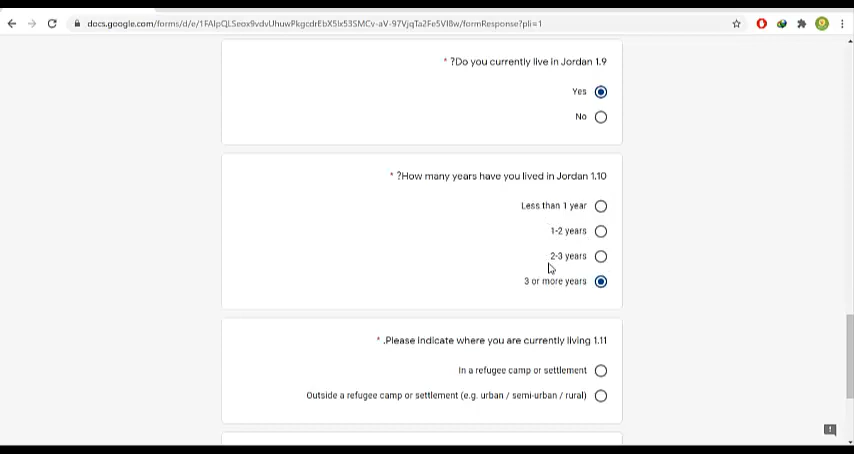 docs.google.com/forms/d/e/1FAIpQLSeox9vdvUhuwPkgcdrEbX5Ix53SMCv-aV-97VjqTa2Fe5VI8w/formResponse?pli=1
* ?Do you currently live in Jordan 1.9
Yes
No
* ?How many years have you lived in Jordan 1.10
Less than 1 year
1-2 years
2-3 years
3 or more years
* .Please indicate where you are currently living 1.11
In a refugee camp or settlement
Outside a refugee camp or settlement (e.g. urban / semi-urban / rural)